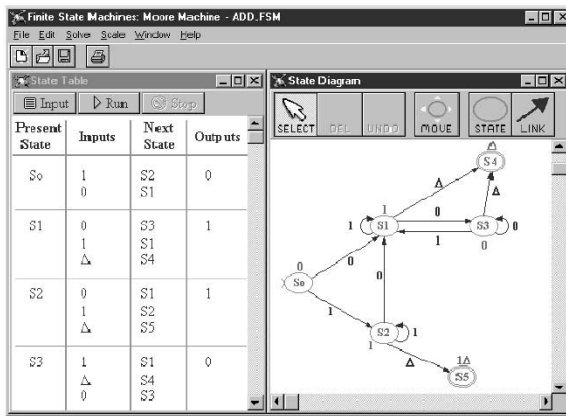 Finite State Machines: Moore Machine - ADD.FSM
File Edit Solver Scale Window Help
State Table
Input Run Stop
Present State Inputs Next State Outputs
So 1 S2 0
0 S1
S1 0 S3 1
1 S1
Δ S4
S2 0 S1 1
1 S2
Δ S5
S3 1 S1 0
Δ S4
0 S3
State Diagram
SELECT DEL UNDO MOVE STATE LINK
Δ
S4
Δ
Δ
1
0
1 S1 S3 0
1
0
0
0
0
So
1
S2 1
1
Δ
1Δ
S5